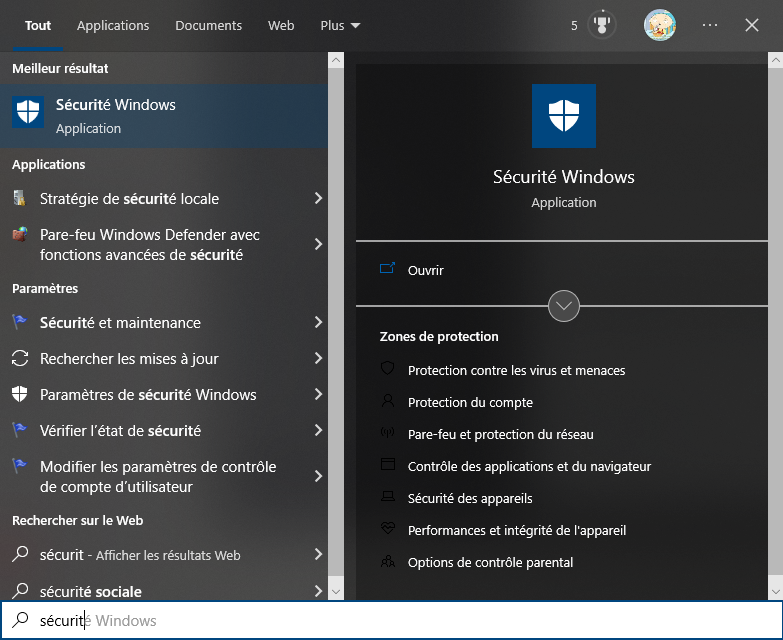 Tout Applications Documents Web Plus 5
Meilleur résultat
Sécurité Windows
Application
Applications
Stratégie de sécurité locale
Pare-feu Windows Defender avec
fonctions avancées de sécurité
Paramètres
Sécurité et maintenance
Rechercher les mises à jour
Paramètres de sécurité Windows
Vérifier l'état de sécurité
Modifier les paramètres de contrôle
de compte d'utilisateur
Rechercher sur le Web
sécurit - Afficher les résultats Web
sécurité sociale
Sécurité Windows
Application
Ouvrir
Zones de protection
Protection contre les virus et menaces
Protection du compte
Pare-feu et protection du réseau
Contrôle des applications et du navigateur
Sécurité des appareils
Performances et intégrité de l'appareil
Options de contrôle parental
sécurité Windows